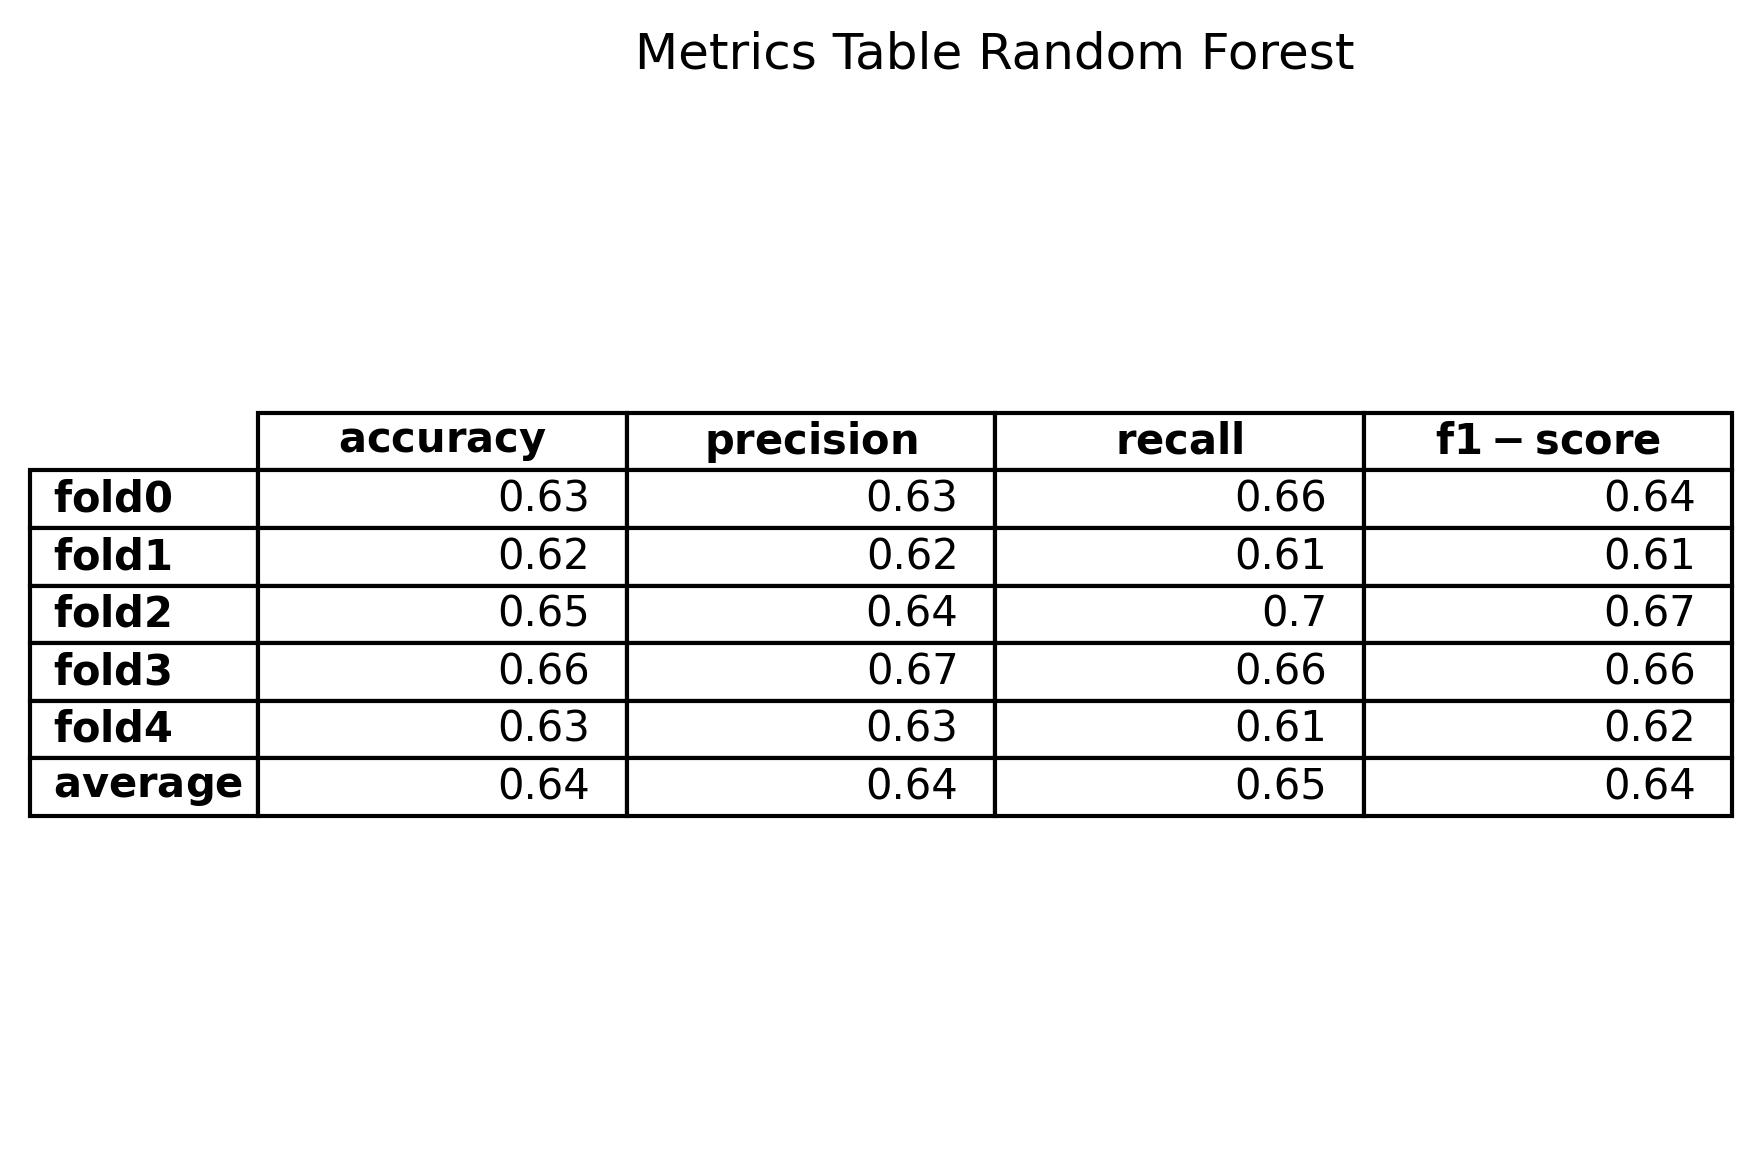 Metrics Table Random Forest
accuracy precision recall f1 − score
fold0 0.63 0.63 0.66 0.64
fold1 0.62 0.62 0.61 0.61
fold2 0.65 0.64 0.7 0.67
fold3 0.66 0.67 0.66 0.66
fold4 0.63 0.63 0.61 0.62
average 0.64 0.64 0.65 0.64